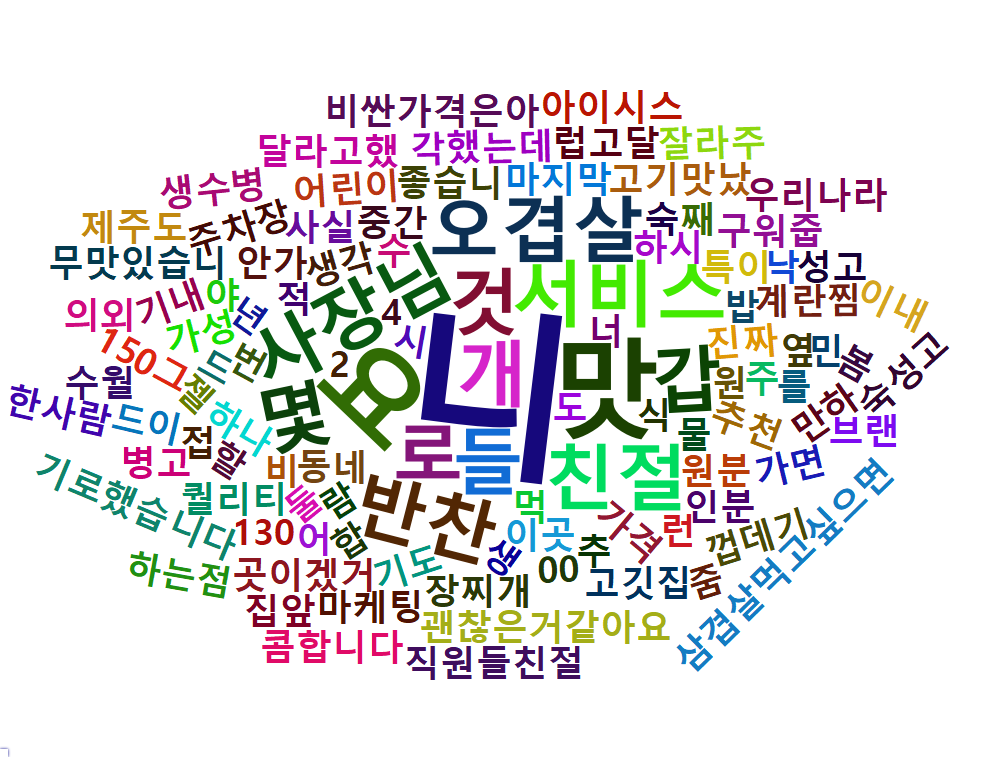 비싼가격은아
아이시스
달라고했
각했는데
럽고달
잘라주
생수병
어린이
좋습니
마지막
고기맛났
우리나라
제주도
주차장
사실
중간
오겹살
숙
째
구워줍
무맛있습니
안가
생각
수
하시
특이
낙
성고
의외
기내
야
적
사장님
것
서비스
밥
계란찜
이내
가성
년
4
시
너
진짜
옆
민
봄
숙성고
150그
드번
2
요
니
개
맛
갑
원
주
를
수월
젤
몇
도
식
추천
만하
브랜
한사람
드이
접
하나
할
로
들
친절
물
병고
비
동네
원분
가면
기로했습니다
퀄리티
돌
람
반찬
먹
이곳
가격
런
인분
130
어
합
생
추
껍데기
하는점
곳이겠거
기도
00
고깃집
줌
삼겹살먹고싶으면
집앞
마케팅
장찌개
콤합니다
괜찮은거같아요
직원들친절